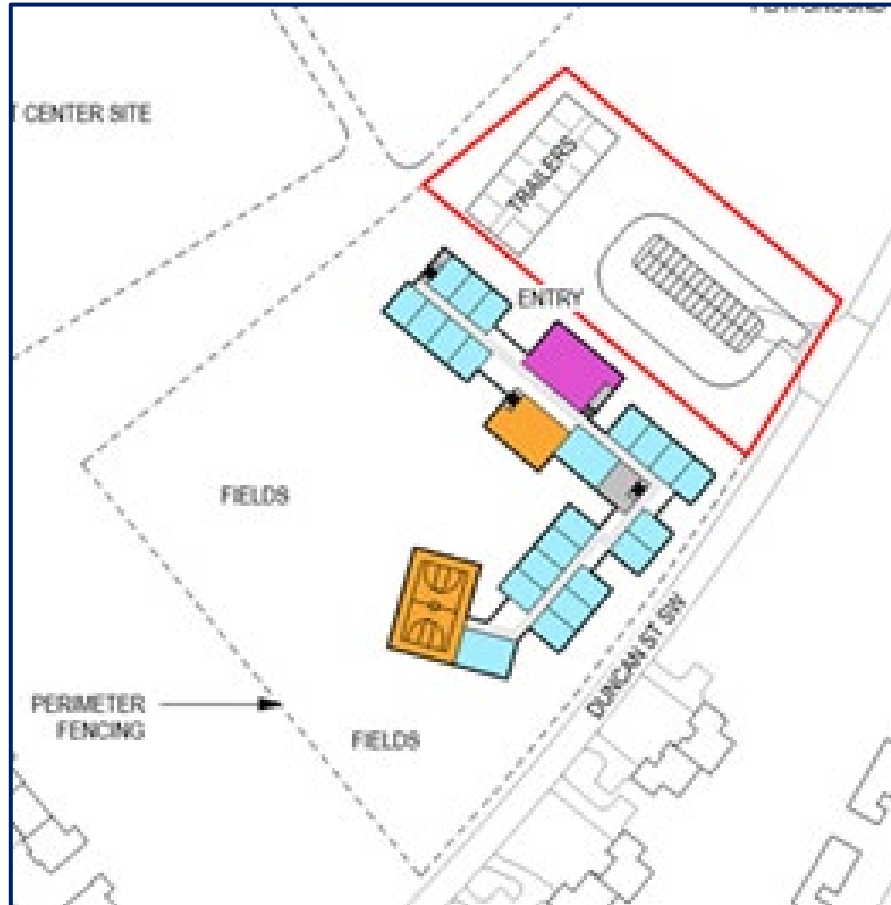 T CENTER SITE
TRAILERS
ENTRY
FIELDS
DUNCAN ST SW
PERIMETER
FENCING
FIELDS